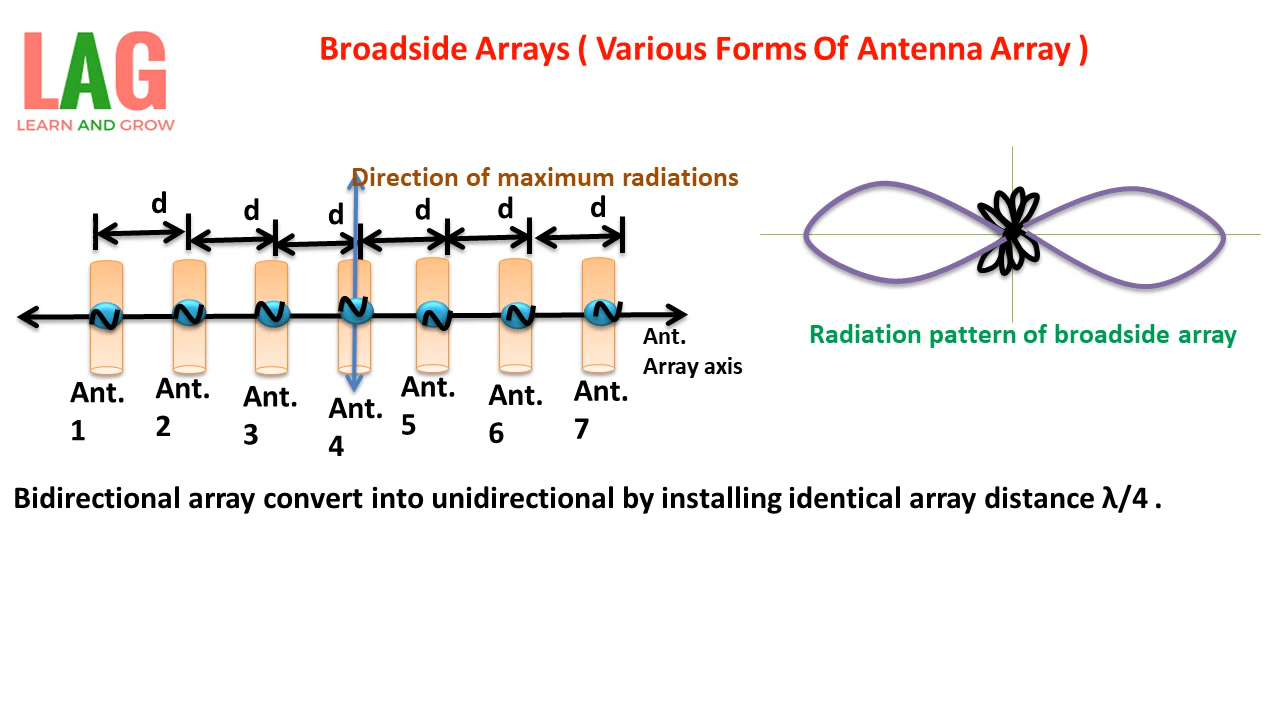 LAG
LEARN AND GROW
Broadside Arrays ( Various Forms Of Antenna Array )
Direction of maximum radiations
d
d
d
d
d
d
Ant.
Array axis
Ant.
1
Ant.
2
Ant.
3
Ant.
4
Ant.
5
Ant.
6
Ant.
7
Radiation pattern of broadside array
Bidirectional array convert into unidirectional by installing identical array distance λ/4 .